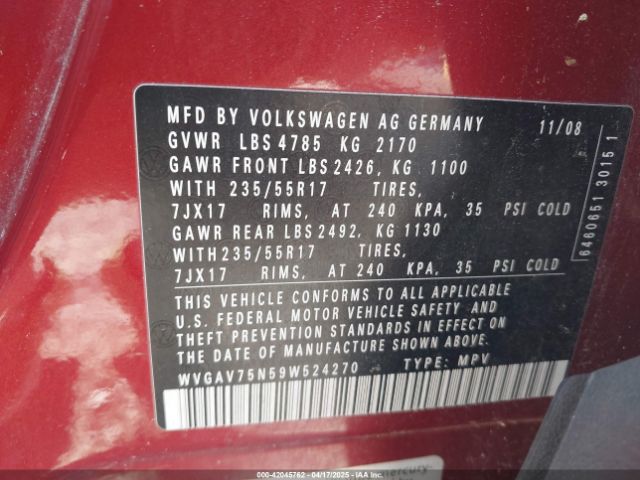 MFD BY VOLKSWAGEN AG GERMANY 11/08
GVWR LBS 4785 KG 2170
GAWR FRONT LBS 2426, KG 1100
WITH 235/55R17 TIRES,
7JX17 RIMS, AT 240 KPA, 35 PSI COLD
GAWR REAR LBS 2492, KG 1130
WITH 235/55R17 TIRES,
7JX17 RIMS, AT 240 KPA, 35 PSI COLD
THIS VEHICLE CONFORMS TO ALL APPLICABLE
U.S. FEDERAL MOTOR VEHICLE SAFETY AND
THEFT PREVENTION STANDARDS IN EFFECT ON
THE DATE OF MANUFACTURE SHOWN ABOVE.
WVGAV75N59W524270 TYPE: MPV
6460651 3015 1
mercury.
000-42045762 - 04/17/2025 - IAA Inc.